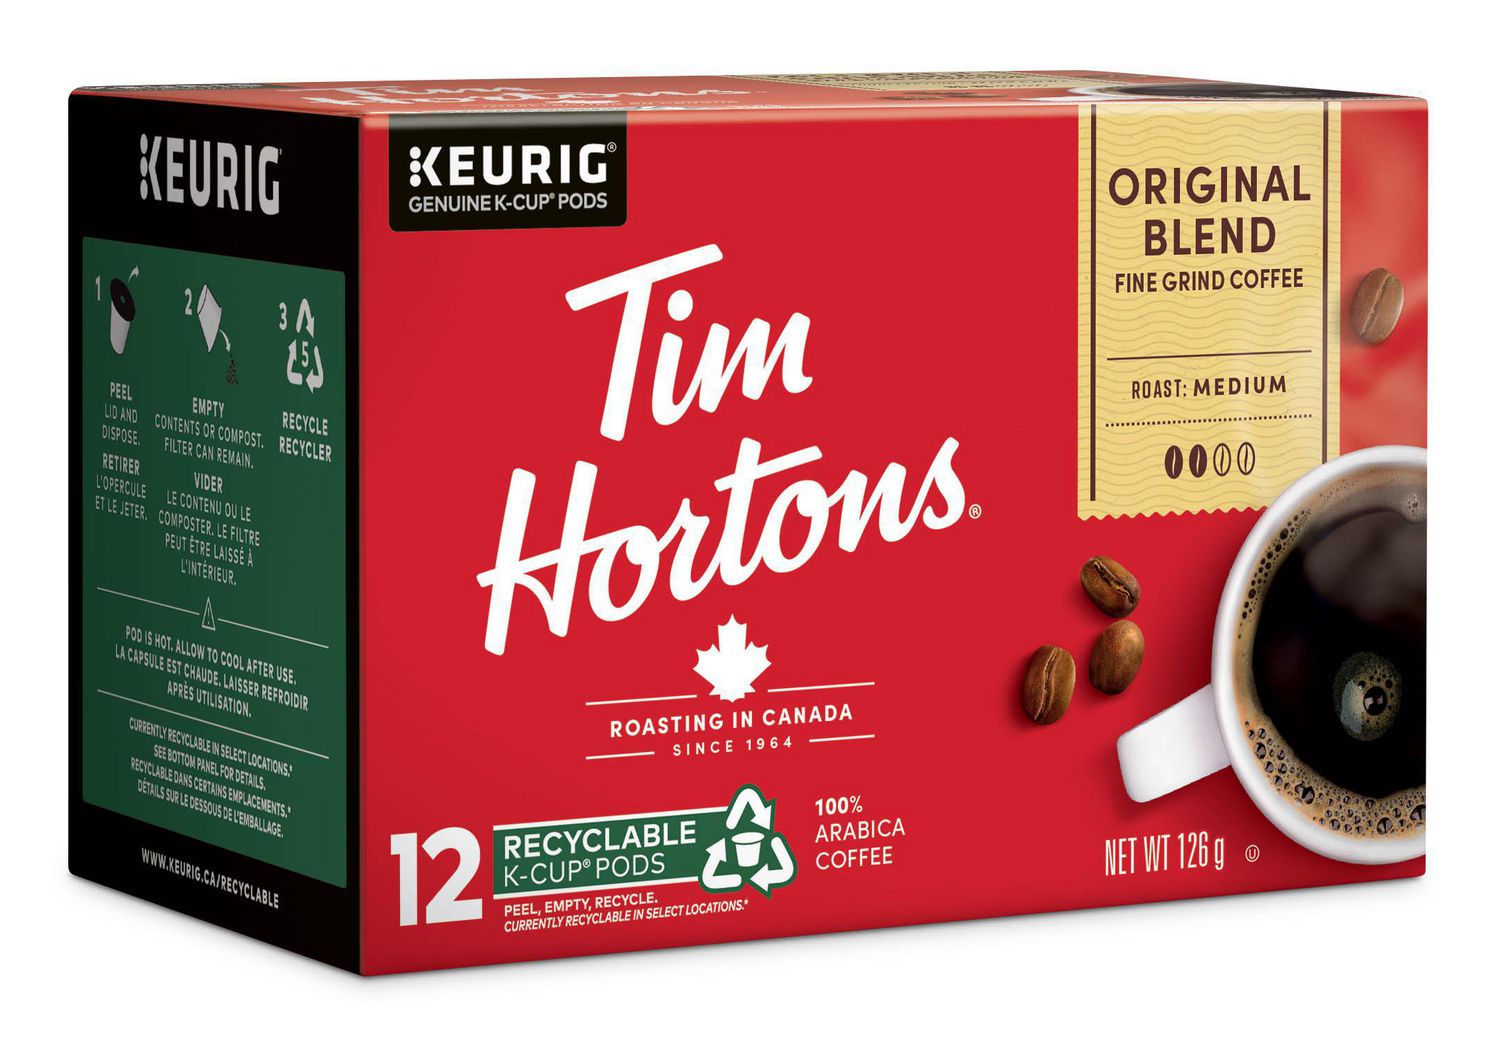 KEURIG
1
2
3
5
PEEL
LID AND
DISPOSE.
RETIRER
L'OPERCULE
ET LE JETER.
EMPTY
CONTENTS OR COMPOST.
FILTER CAN REMAIN.
VIDER
LE CONTENU OU LE
COMPOSTER. LE FILTRE
PEUT ÊTRE LAISSÉ À
L'INTÉRIEUR.
RECYCLE
RECYCLER
POD IS HOT. ALLOW TO COOL AFTER USE.
LA CAPSULE EST CHAUDE. LAISSER REFROIDIR
APRÈS UTILISATION.
CURRENTLY RECYCLABLE IN SELECT LOCATIONS.*
SEE BOTTOM PANEL FOR DETAILS.
RECYCLABLE DANS CERTAINS EMPLACEMENTS.*
DÉTAILS SUR LE DESSOUS DE L'EMBALLAGE.
WWW.KEURIG.CA/RECYCLABLE
Tim
Hortons
KEURIG®
GENUINE K-CUP® PODS
Tim
Hortons®
ROASTING IN CANADA
SINCE 1964
12
RECYCLABLE
K-CUP® PODS
PEEL, EMPTY, RECYCLE.
CURRENTLY RECYCLABLE IN SELECT LOCATIONS.*
100%
ARABICA
COFFEE
ORIGINAL
BLEND
FINE GRIND COFFEE
ROAST: MEDIUM
NET WT 126 g
U